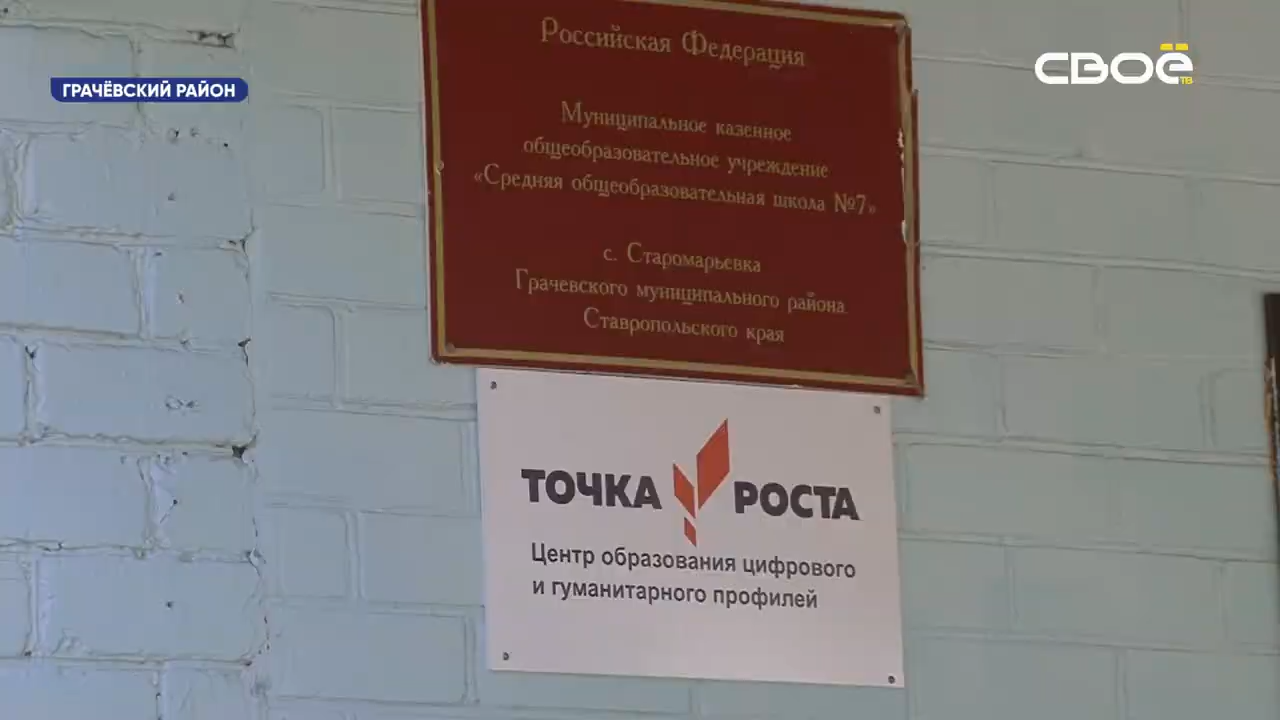 ГРАЧЁВСКИЙ РАЙОН
СВОЁ
ТВ
Российская Федерация
Муниципальное казенное
общеобразовательное учреждение
«Средняя общеобразовательная школа №7»
с. Старомарьевка
Грачевского муниципального района
Ставропольского края
ТОЧКА РОСТА
Центр образования цифрового
и гуманитарного профилей